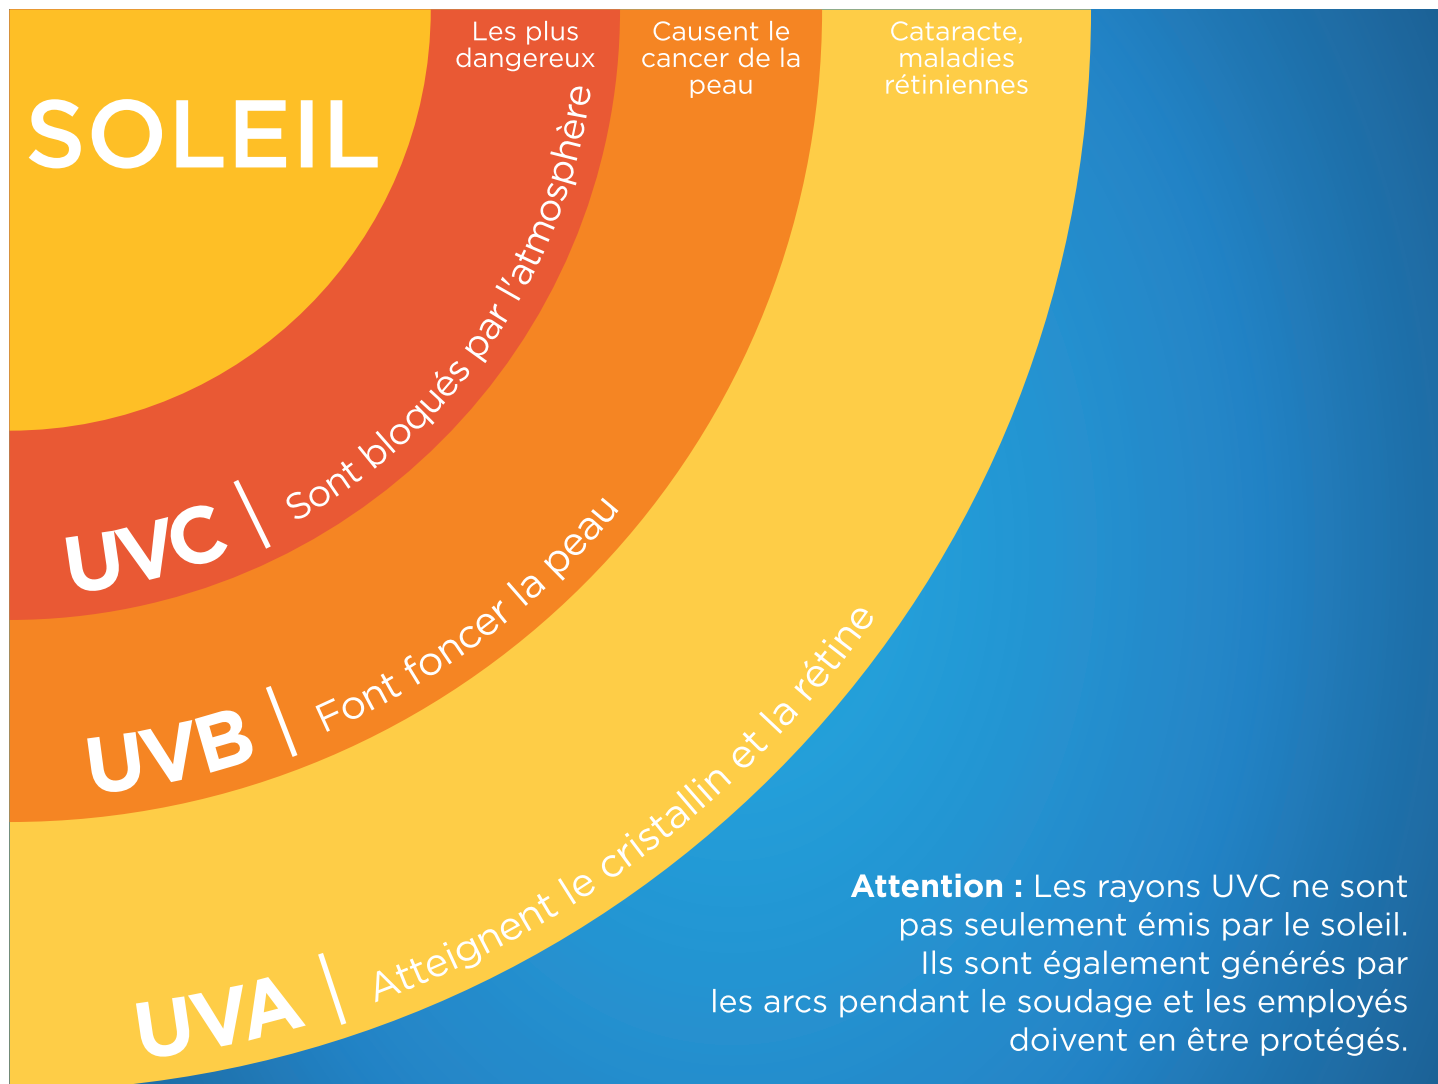 SOLEIL
Les plus
dangereux
Causent le
cancer de la
peau
Cataracte,
maladies
rétiniennes
UVC | Sont bloqués par l'atmosphère
UVB | Font foncer la peau
UVA | Atteignent le cristallin et la rétine
Attention : Les rayons UVC ne sont
pas seulement émis par le soleil.
Ils sont également générés par
les arcs pendant le soudage et les employés
doivent en être protégés.